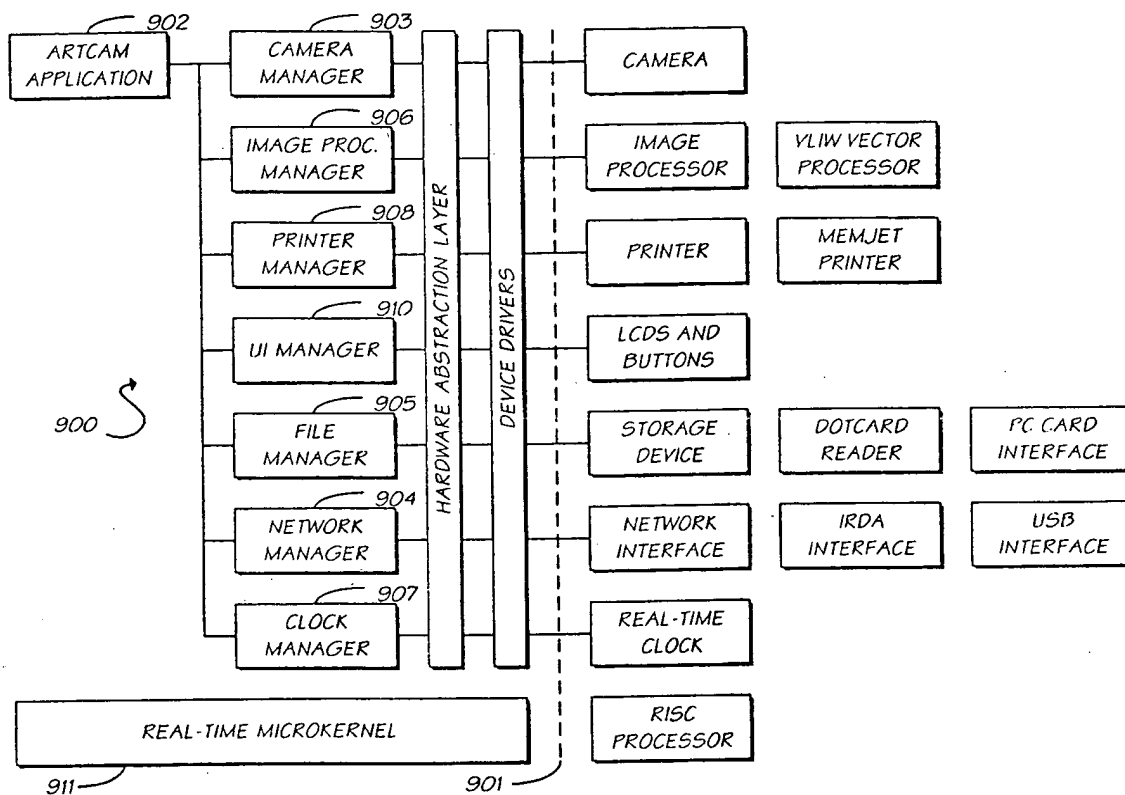 902
ARTCAM
APPLICATION
903
CAMERA
MANAGER
CAMERA
906
IMAGE PROC.
MANAGER
IMAGE
PROCESSOR
VLIW VECTOR
PROCESSOR
908
PRINTER
MANAGER
PRINTER
MEMJET
PRINTER
910
UI MANAGER
LCDS AND
BUTTONS
900
905
FILE
MANAGER
STORAGE
DEVICE
DOTCARD
READER
PC CARD
INTERFACE
904
NETWORK
MANAGER
NETWORK
INTERFACE
IRDA
INTERFACE
USB
INTERFACE
907
CLOCK
MANAGER
REAL-TIME
CLOCK
HARDWARE ABSTRACTION LAYER
DEVICE DRIVERS
REAL-TIME MICROKERNEL
RISC
PROCESSOR
911
901